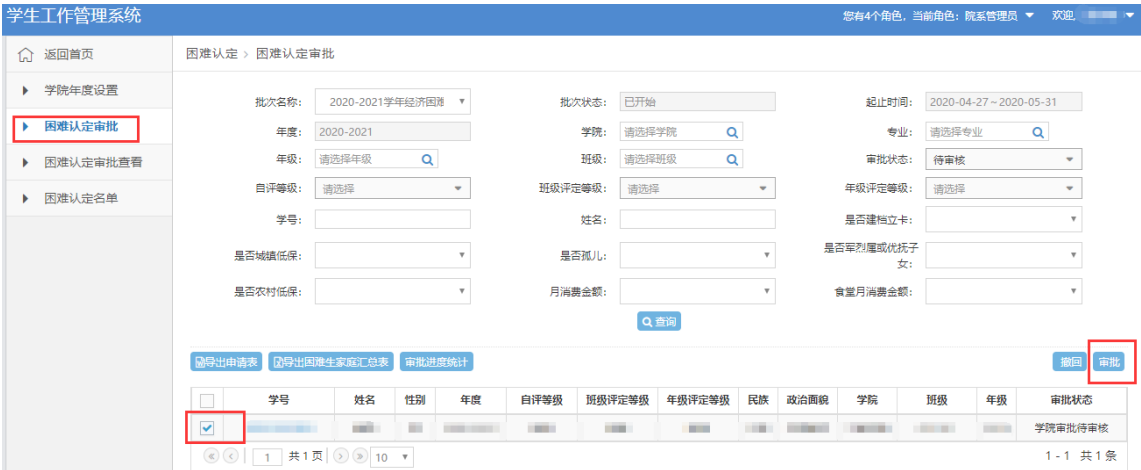 学生工作管理系统
您有4个角色，当前角色：院系管理员
欢迎
返回首页
困难认定 > 困难认定审批
学院年度设置
困难认定审批
困难认定审批查看
困难认定名单
批次名称： 2020-2021学年经济困难 批次状态： 已开始 起止时间： 2020-04-27～2020-05-31
年度： 2020-2021 学院： 请选择学院 专业： 请选择专业
年级： 请选择年级 班级： 请选择班级 审批状态： 待审核
自评等级： 请选择 班级评定等级： 请选择 年级评定等级： 请选择
学号： 姓名： 是否建档立卡：
是否城镇低保： 是否孤儿： 是否军烈属或优抚子
女：
是否农村低保： 月消费金额： 食堂月消费金额：
查询
导出申请表 导出困难生家庭汇总表 审批进度统计 撤回 审批
学号 姓名 性别 年度 自评等级 班级评定等级 年级评定等级 民族 政治面貌 学院 班级 年级 审批状态
学院审批待审核
1 共1页 10 1 - 1 共1条